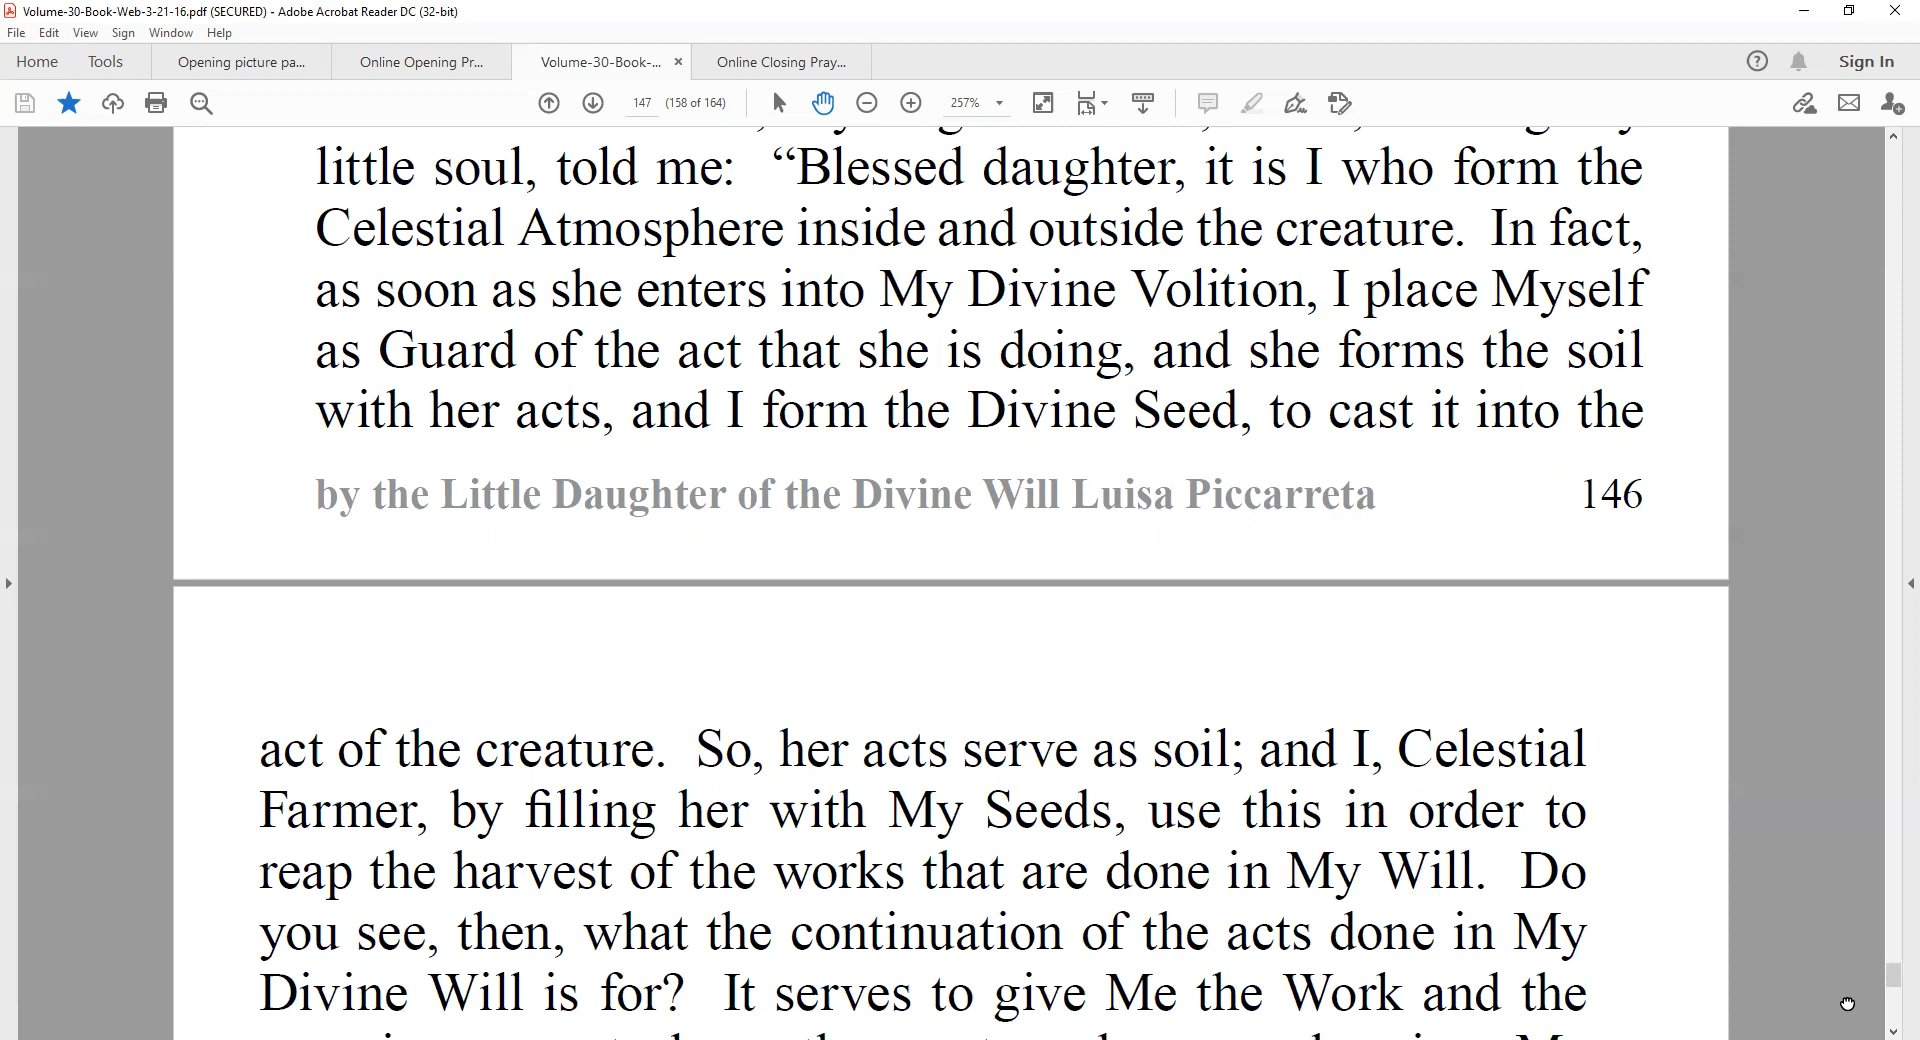 Volume-30-Book-Web-3-21-16.pdf (SECURED) - Adobe Acrobat Reader DC (32-bit)
File Edit View Sign Window Help
Home Tools Opening picture pa... Online Opening Pr... Volume-30-Book-... × Online Closing Pray... Sign In
147 (158 of 164) 257%
little soul, told me: “Blessed daughter, it is I who form the
Celestial Atmosphere inside and outside the creature. In fact,
as soon as she enters into My Divine Volition, I place Myself
as Guard of the act that she is doing, and she forms the soil
with her acts, and I form the Divine Seed, to cast it into the
by the Little Daughter of the Divine Will Luisa Piccarreta 146
act of the creature. So, her acts serve as soil; and I, Celestial
Farmer, by filling her with My Seeds, use this in order to
reap the harvest of the works that are done in My Will. Do
you see, then, what the continuation of the acts done in My
Divine Will is for? It serves to give Me the Work and the